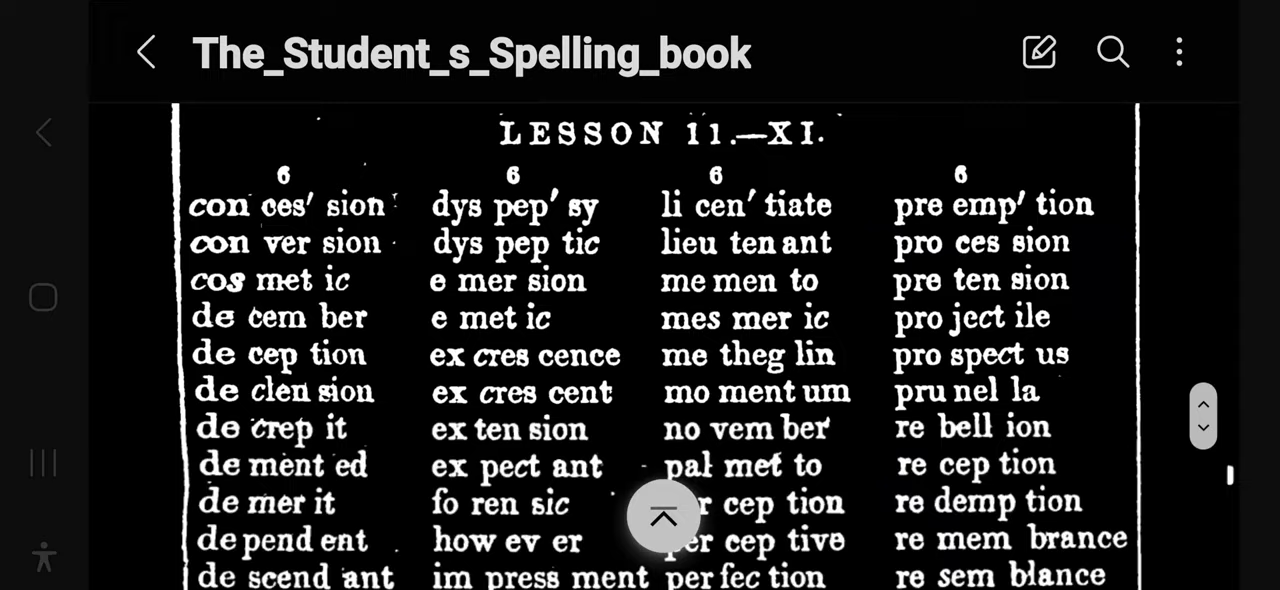 The_Student_s_Spelling_book
LESSON 11.—XI.
6 6 6 6
con ces′ sion dys pep′ sy li cen′ tiate pre emp′ tion
con ver sion dys pep tic lieu ten ant pro ces sion
cos met ic e mer sion me men to pre ten sion
de cem ber e met ic mes mer ic pro ject ile
de cep tion ex cres cence me theg lin pro spect us
de clen sion ex cres cent mo ment um pru nel la
de crep it ex ten sion no vem ber re bell ion
de ment ed ex pect ant pal met to re cep tion
de mer it fo ren sic cep tion re demp tion
de pend ent how ev er per cep tive re mem brance
de scend ant im press ment per fec tion re sem blance